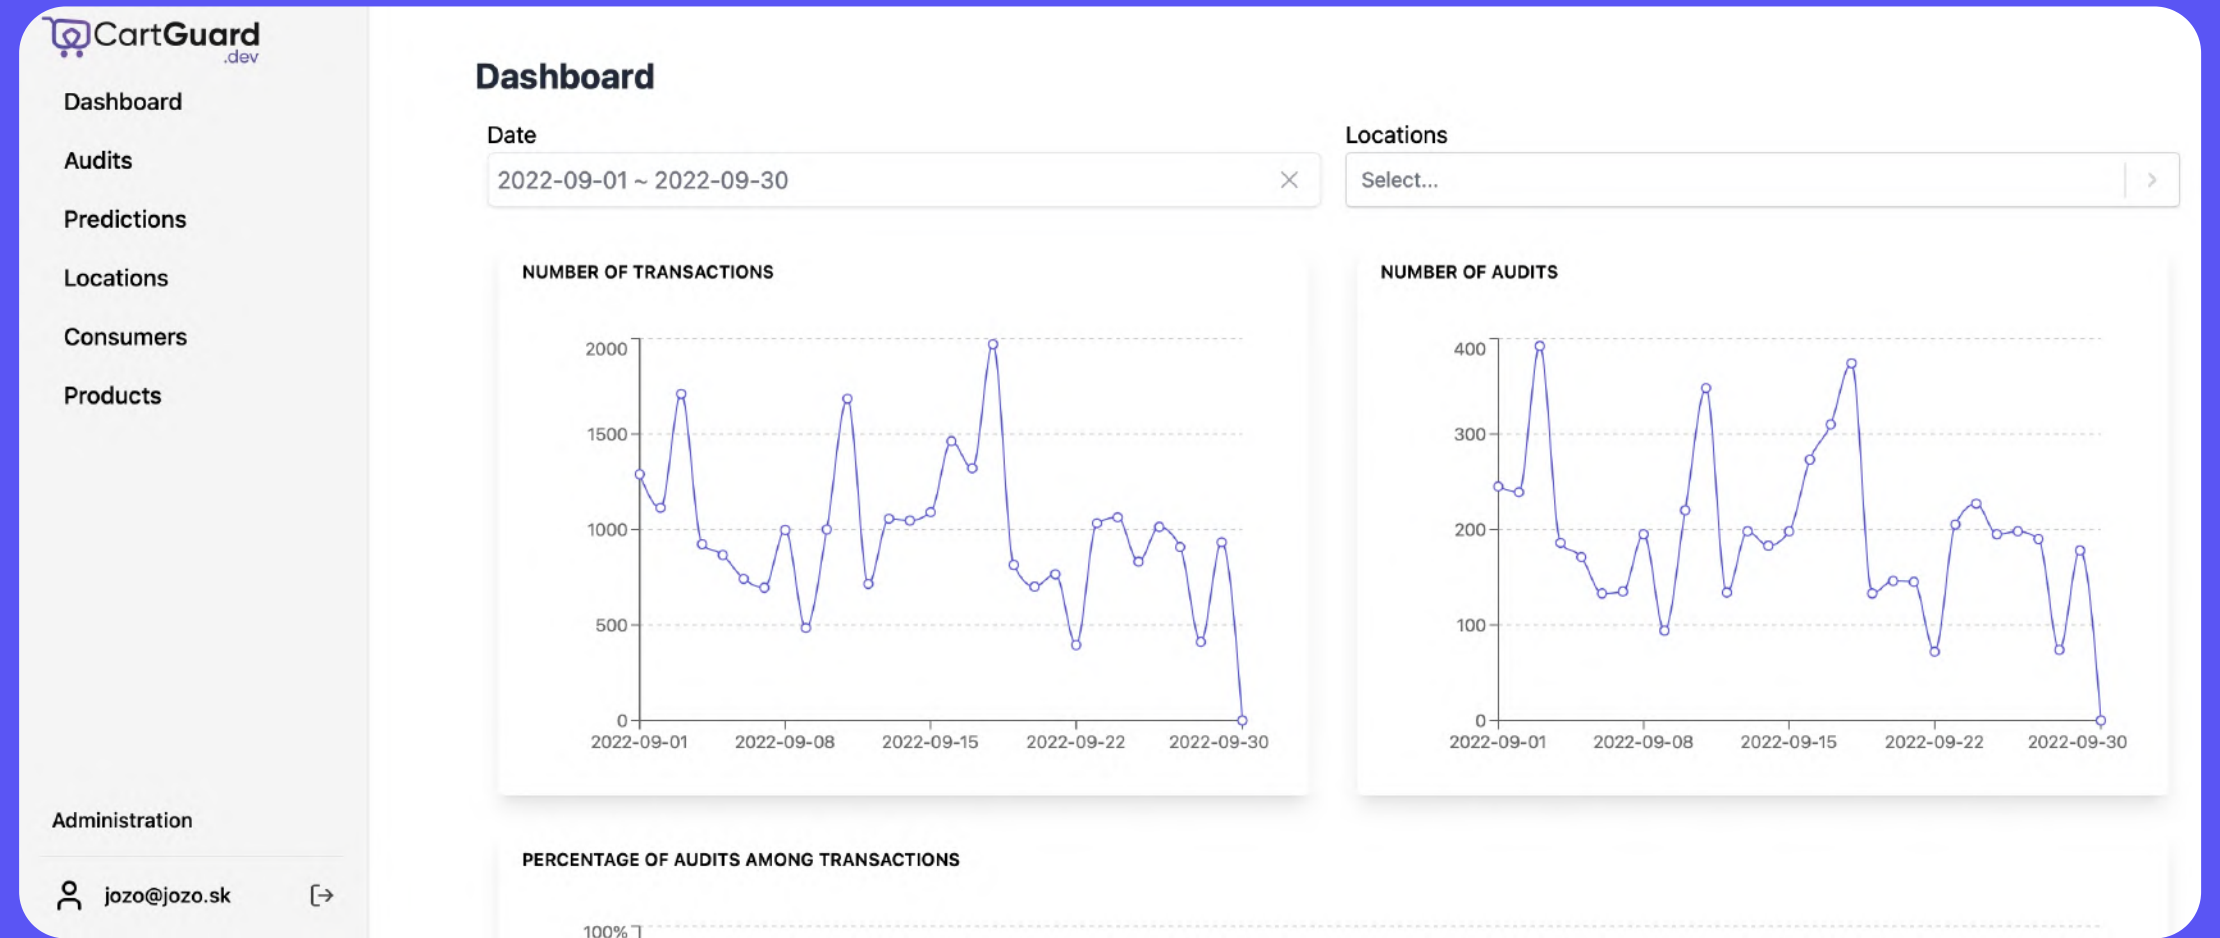 CartGuard
.dev
Dashboard
Audits
Predictions
Locations
Consumers
Products
Administration
jozo@jozo.sk
Dashboard
Date
2022-09-01 ~ 2022-09-30
Locations
Select...
NUMBER OF TRANSACTIONS
2000
1500
1000
500
0
2022-09-01 2022-09-08 2022-09-15 2022-09-22 2022-09-30
NUMBER OF AUDITS
400
300
200
100
0
2022-09-01 2022-09-08 2022-09-15 2022-09-22 2022-09-30
PERCENTAGE OF AUDITS AMONG TRANSACTIONS
100%